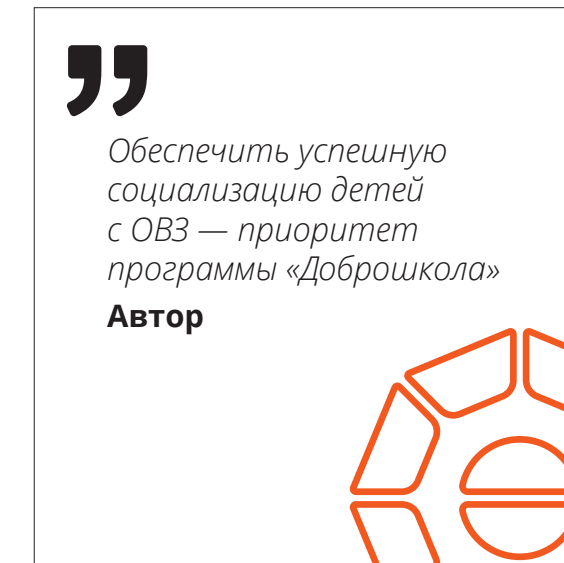 ”
Обеспечить успешную
социализацию детей
с ОВЗ — приоритет
программы «Доброшкола»
Автор